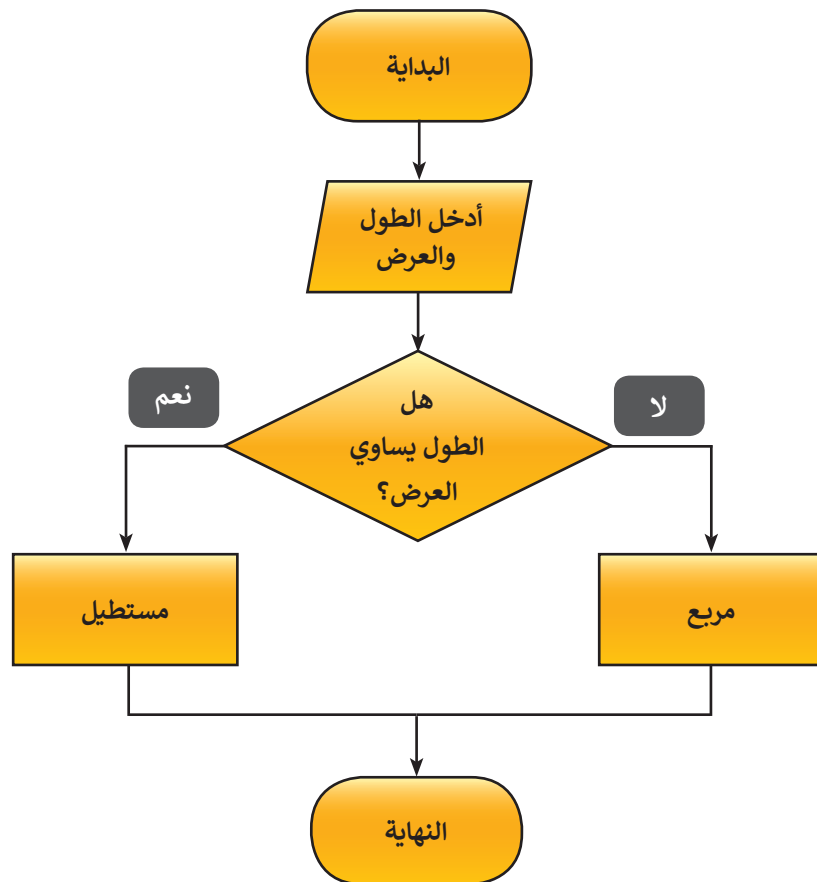 البداية
أدخل الطول
والعرض
هل
الطول يساوي
العرض؟
لا
نعم
مربع
مستطيل
النهاية